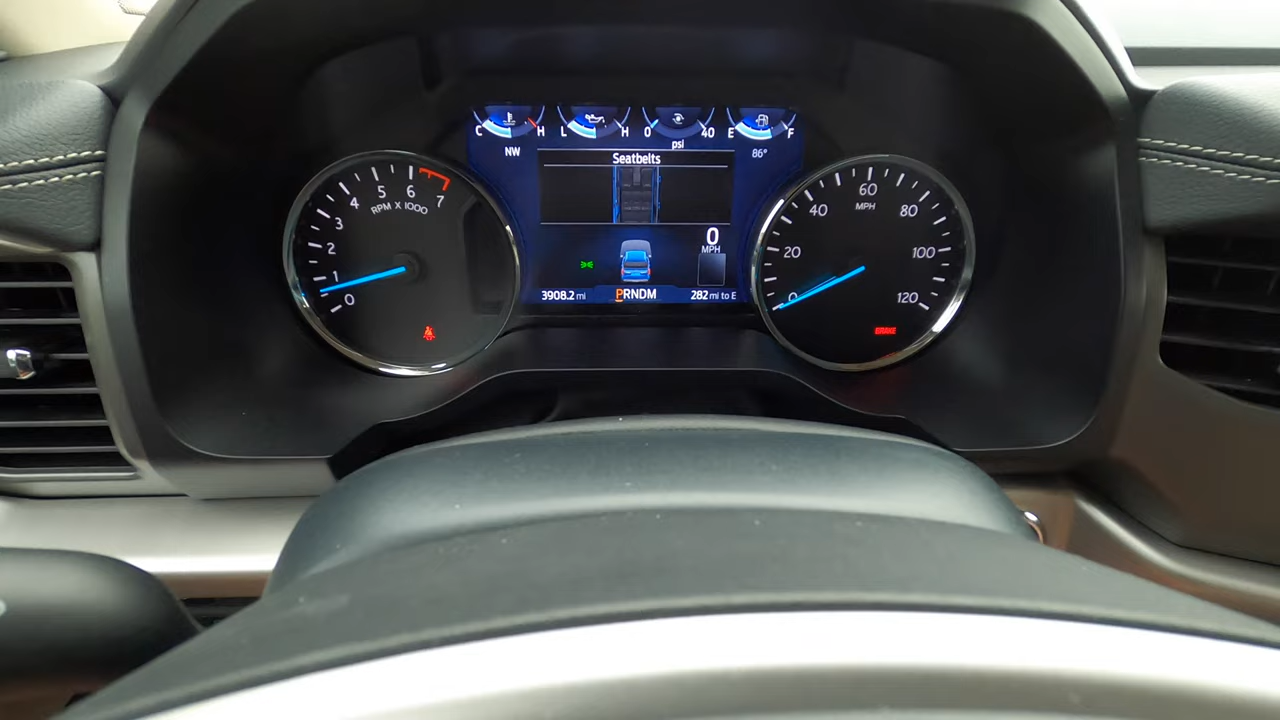 C H L H 0 40 E F
psi
NW 86°
Seatbelts
0
MPH
3908.2 mi PRNDM 282 mi to E
0 1 2 3 4 5 6 7
RPM X 1000
0 20 40 60 80 100 120
MPH
BRAKE